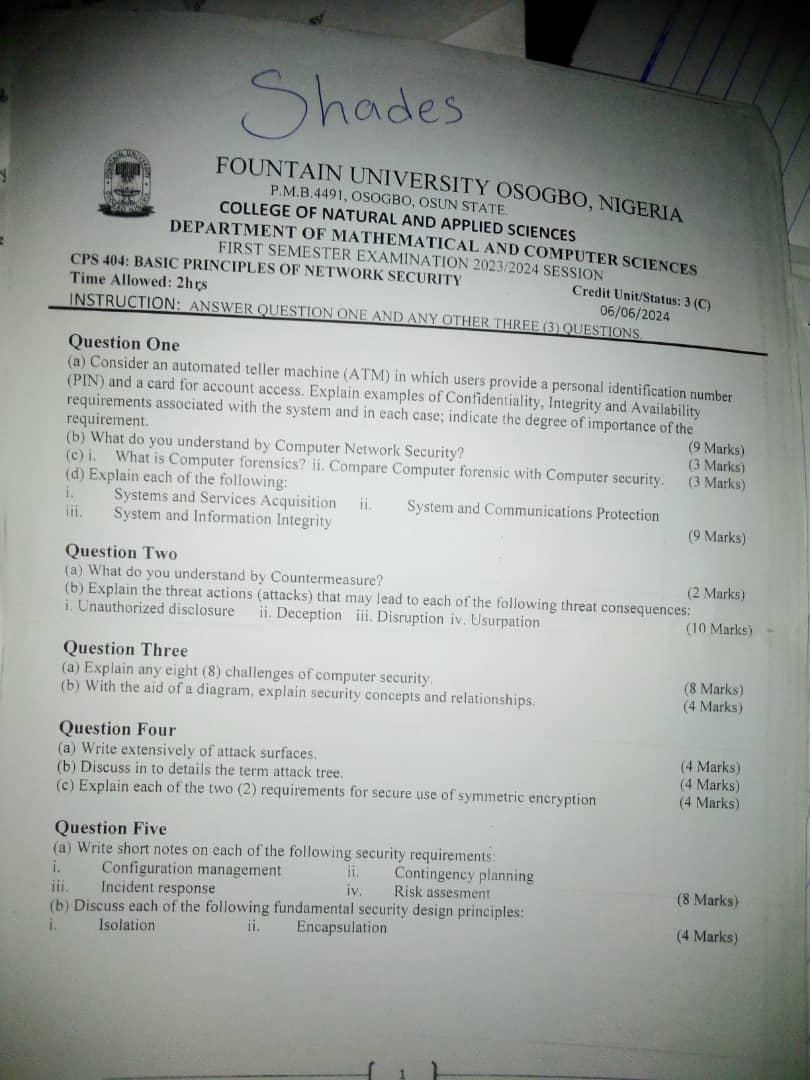 Shades
FOUNTAIN UNIVERSITY OSOGBO, NIGERIA
P.M.B.4491, OSOGBO, OSUN STATE.
COLLEGE OF NATURAL AND APPLIED SCIENCES
DEPARTMENT OF MATHEMATICAL AND COMPUTER SCIENCES
FIRST SEMESTER EXAMINATION 2023/2024 SESSION
CPS 404: BASIC PRINCIPLES OF NETWORK SECURITY
Credit Unit/Status: 3 (C)
Time Allowed: 2hrs
06/06/2024
INSTRUCTION: ANSWER QUESTION ONE AND ANY OTHER THREE (3) QUESTIONS.
Question One
(a) Consider an automated teller machine (ATM) in which users provide a personal identification number
(PIN) and a card for account access. Explain examples of Confidentiality, Integrity and Availability
requirements associated with the system and in each case; indicate the degree of importance of the
requirement. (9 Marks)
(b) What do you understand by Computer Network Security? (3 Marks)
(c) i. What is Computer forensics? ii. Compare Computer forensic with Computer security. (3 Marks)
(d) Explain each of the following:
i. Systems and Services Acquisition ii. System and Communications Protection
iii. System and Information Integrity (9 Marks)
Question Two
(a) What do you understand by Countermeasure? (2 Marks)
(b) Explain the threat actions (attacks) that may lead to each of the following threat consequences:
i. Unauthorized disclosure ii. Deception iii. Disruption iv. Usurpation (10 Marks)
Question Three
(a) Explain any eight (8) challenges of computer security. (8 Marks)
(b) With the aid of a diagram, explain security concepts and relationships. (4 Marks)
Question Four
(a) Write extensively of attack surfaces. (4 Marks)
(b) Discuss in to details the term attack tree. (4 Marks)
(c) Explain each of the two (2) requirements for secure use of symmetric encryption (4 Marks)
Question Five
(a) Write short notes on each of the following security requirements:
i. Configuration management ii. Contingency planning
iii. Incident response iv. Risk assesment (8 Marks)
(b) Discuss each of the following fundamental security design principles:
i. Isolation ii. Encapsulation (4 Marks)
1